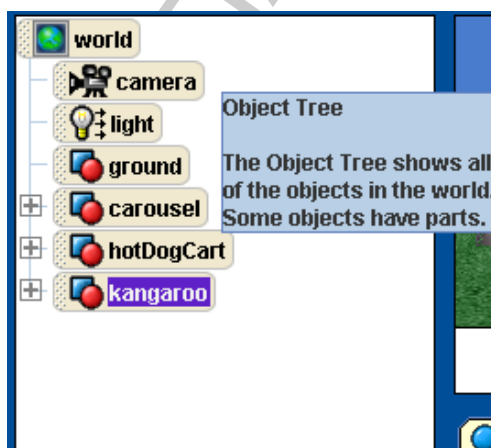 world
camera
light
ground
carousel
hotDogCart
kangaroo
Object Tree
The Object Tree shows all
of the objects in the world.
Some objects have parts.